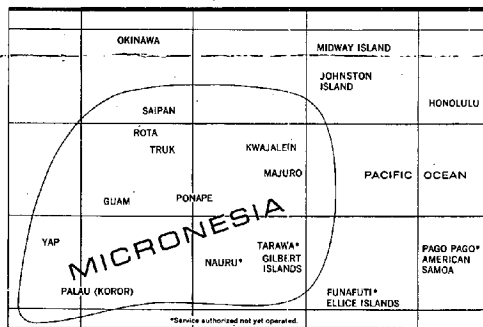 OKINAWA
MIDWAY ISLAND
JOHNSTON
ISLAND
HONOLULU
SAIPAN
ROTA
TRUK
KWAJALEIN
MAJURO
PACIFIC OCEAN
GUAM
PONAPE
MICRONESIA
YAP
NAURU*
TARAWA*
GILBERT
ISLANDS
PAGO PAGO*
AMERICAN
SAMOA
PALAU (KOROR)
FUNAFUTI*
ELLICE ISLANDS
*Service authorized not yet operated.